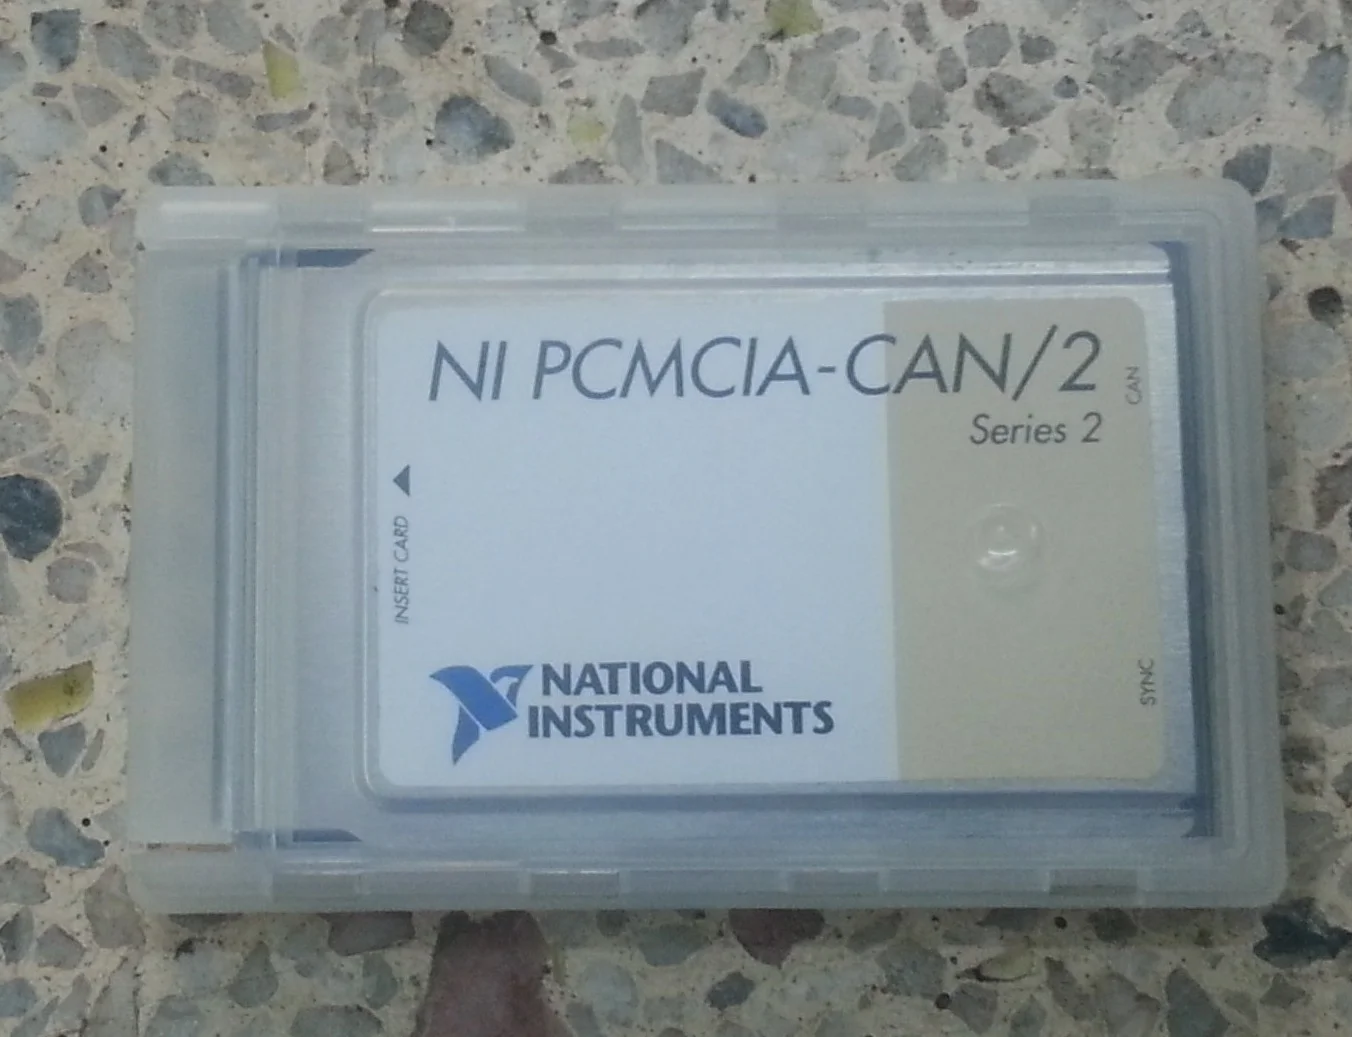 NI PCMCIA-CAN/2
Series 2
CAN
INSERT CARD
SYNC
NATIONAL
INSTRUMENTS